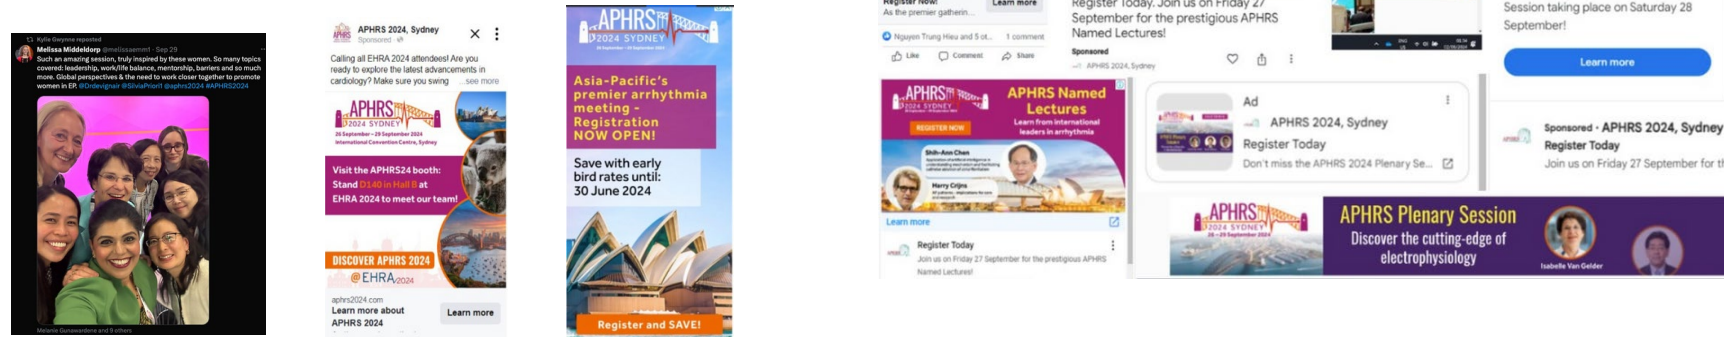 Kylie Gwynne reposted
Melissa Middeldorp @melissaemm1 · Sep 29
Such an amazing session, truly inspired by these women. So many topics
covered: leadership, work/life balance, mentorship, barriers and so much
more. Global perspectives & the need to work closer together to promote
women in EP. @Drdevignair @SilviaPriori1 @aphrs2024 #APHRS2024
Melanie Gunawardene and 9 others
APHRS 2024, Sydney
Sponsored
Calling all EHRA 2024 attendees! Are you
ready to explore the latest advancements in
cardiology? Make sure you swing ...see more
APHRS
2024 SYDNEY
26 September – 29 September 2024
International Convention Centre, Sydney
Visit the APHRS24 booth:
Stand D140 in Hall B at
EHRA 2024 to meet our team!
DISCOVER APHRS 2024
@EHRA2024
aphrs2024.com
Learn more about
APHRS 2024
Learn more
APHRS
2024 SYDNEY
Asia-Pacific's
premier arrhythmia
meeting -
Registration
NOW OPEN!
Save with early
bird rates until:
30 June 2024
Register and SAVE!
Register Now!
As the premier gatherin...
Learn more
Nguyen Trung Hieu and 5 ot...
1 comment
Like
Comment
Share
APHRS
2024 SYDNEY
REGISTER NOW
APHRS Named
Lectures
Learn from international
leaders in arrhythmia
Shih-Ann Chen
Harry Crijns
Learn more
Register Today
Join us on Friday 27 September for the prestigious APHRS
Named Lectures!
Register Today. Join us on Friday 27
September for the prestigious APHRS
Named Lectures!
Sponsored
APHRS 2024, Sydney
Ad
APHRS 2024, Sydney
Register Today
Don't miss the APHRS 2024 Plenary Se...
Session taking place on Saturday 28
September!
Learn more
Sponsored · APHRS 2024, Sydney
Register Today
Join us on Friday 27 September for
APHRS
2024 SYDNEY
26 – 29 September 2024
APHRS Plenary Session
Discover the cutting-edge of
electrophysiology
Isabelle Van Gelder